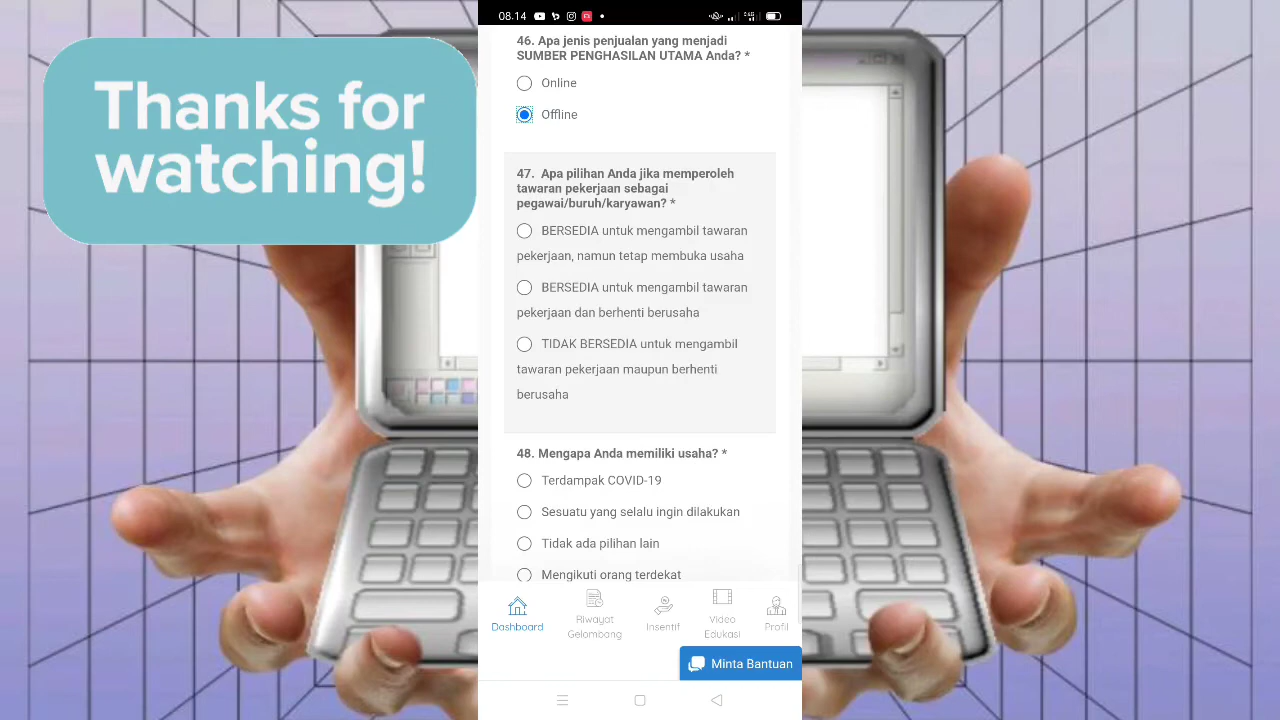 Thanks for
watching!
08.14
46. Apa jenis penjualan yang menjadi
SUMBER PENGHASILAN UTAMA Anda? *
Online
Offline
47. Apa pilihan Anda jika memperoleh
tawaran pekerjaan sebagai
pegawai/buruh/karyawan? *
BERSEDIA untuk mengambil tawaran
pekerjaan, namun tetap membuka usaha
BERSEDIA untuk mengambil tawaran
pekerjaan dan berhenti berusaha
TIDAK BERSEDIA untuk mengambil
tawaran pekerjaan maupun berhenti
berusaha
48. Mengapa Anda memiliki usaha? *
Terdampak COVID-19
Sesuatu yang selalu ingin dilakukan
Tidak ada pilihan lain
Mengikuti orang terdekat
Dashboard
Riwayat
Gelombang
Insentif
Video
Edukasi
Profil
Minta Bantuan